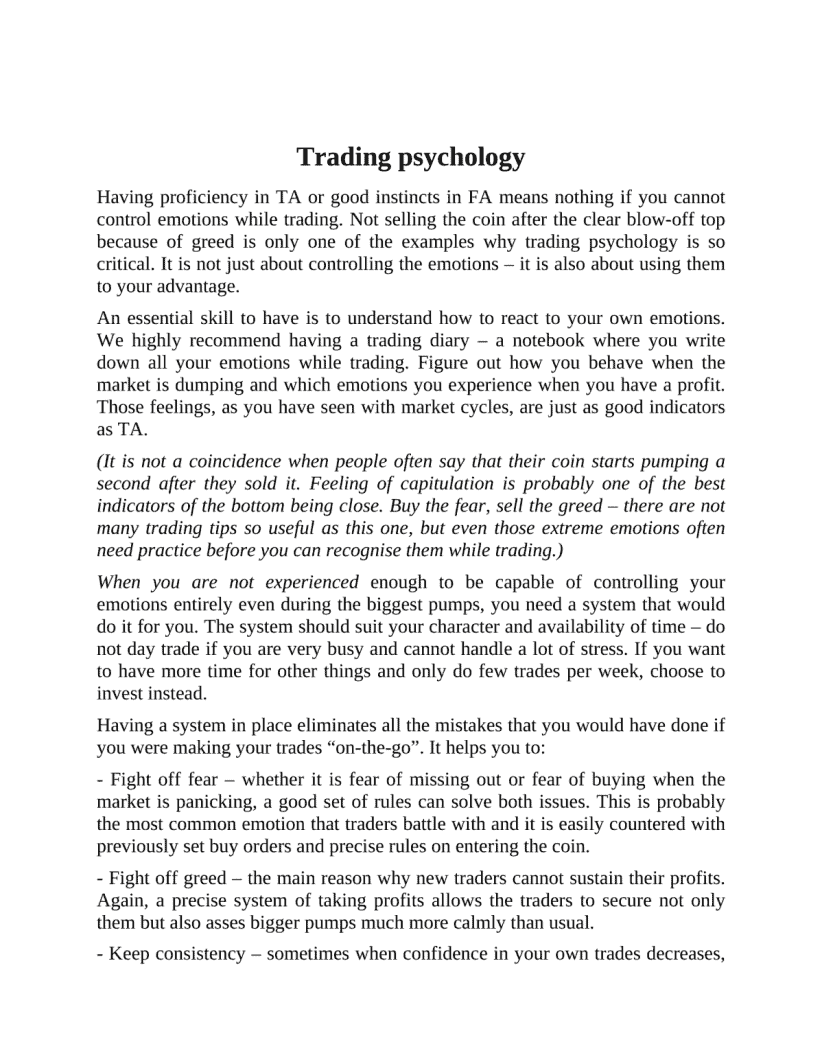 Trading psychology
Having proficiency in TA or good instincts in FA means nothing if you cannot
control emotions while trading. Not selling the coin after the clear blow-off top
because of greed is only one of the examples why trading psychology is so
critical. It is not just about controlling the emotions – it is also about using them
to your advantage.
An essential skill to have is to understand how to react to your own emotions.
We highly recommend having a trading diary – a notebook where you write
down all your emotions while trading. Figure out how you behave when the
market is dumping and which emotions you experience when you have a profit.
Those feelings, as you have seen with market cycles, are just as good indicators
as TA.
(It is not a coincidence when people often say that their coin starts pumping a
second after they sold it. Feeling of capitulation is probably one of the best
indicators of the bottom being close. Buy the fear, sell the greed – there are not
many trading tips so useful as this one, but even those extreme emotions often
need practice before you can recognise them while trading.)
When you are not experienced enough to be capable of controlling your
emotions entirely even during the biggest pumps, you need a system that would
do it for you. The system should suit your character and availability of time – do
not day trade if you are very busy and cannot handle a lot of stress. If you want
to have more time for other things and only do few trades per week, choose to
invest instead.
Having a system in place eliminates all the mistakes that you would have done if
you were making your trades “on-the-go”. It helps you to:
- Fight off fear – whether it is fear of missing out or fear of buying when the
market is panicking, a good set of rules can solve both issues. This is probably
the most common emotion that traders battle with and it is easily countered with
previously set buy orders and precise rules on entering the coin.
- Fight off greed – the main reason why new traders cannot sustain their profits.
Again, a precise system of taking profits allows the traders to secure not only
them but also asses bigger pumps much more calmly than usual.
- Keep consistency – sometimes when confidence in your own trades decreases,